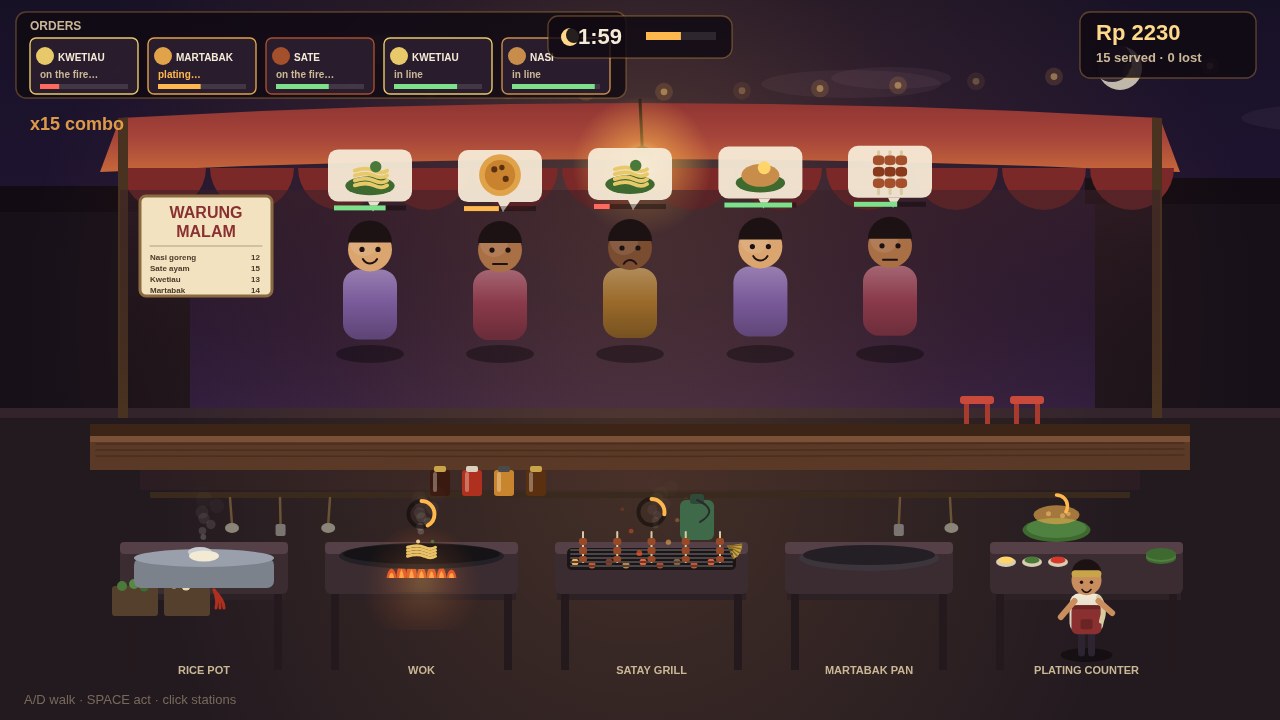 ORDERS
KWETIAU
on the fire…
MARTABAK
plating…
SATE
on the fire…
KWETIAU
in line
NASI
in line
1:59
Rp 2230
15 served · 0 lost
x15 combo
WARUNG
MALAM
Nasi goreng 12
Sate ayam 15
Kwetiau 13
Martabak 14
RICE POT
WOK
SATAY GRILL
MARTABAK PAN
PLATING COUNTER
A/D walk · SPACE act · click stations